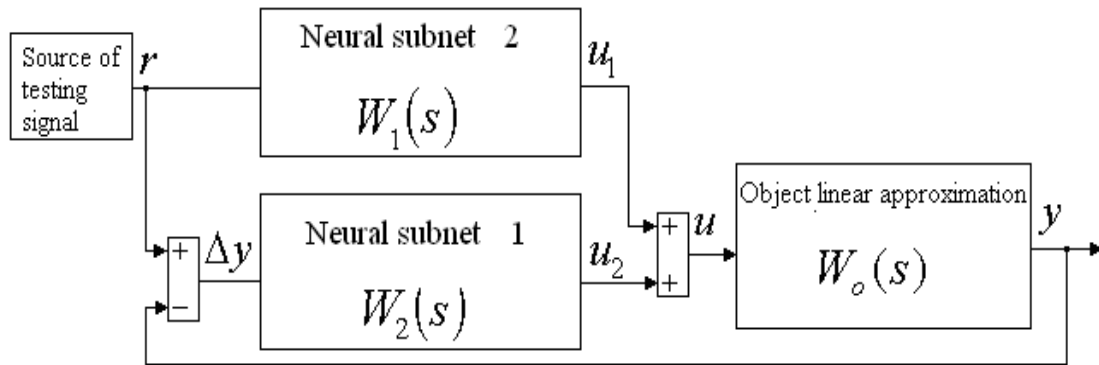 Source of
testing
signal
r
Neural subnet 2
W₁(s)
u₁
+
−
Δy
Neural subnet 1
W₂(s)
u₂
+
+
u
Object linear approximation
Wₒ(s)
y